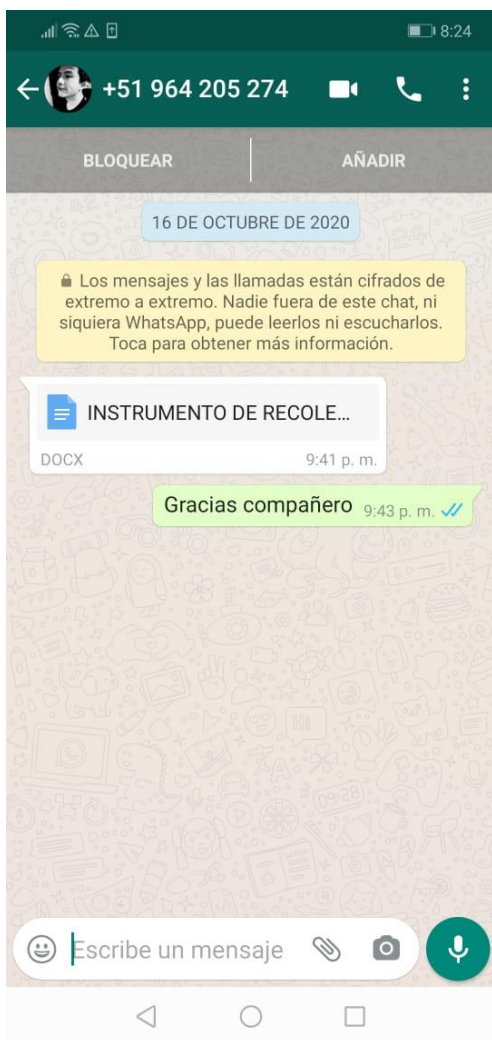 8:24
+51 964 205 274
BLOQUEAR
AÑADIR
16 DE OCTUBRE DE 2020
Los mensajes y las llamadas están cifrados de
extremo a extremo. Nadie fuera de este chat, ni
siquiera WhatsApp, puede leerlos ni escucharlos.
Toca para obtener más información.
INSTRUMENTO DE RECOLE...
DOCX
9:41 p. m.
Gracias compañero 9:43 p. m.
Escribe un mensaje